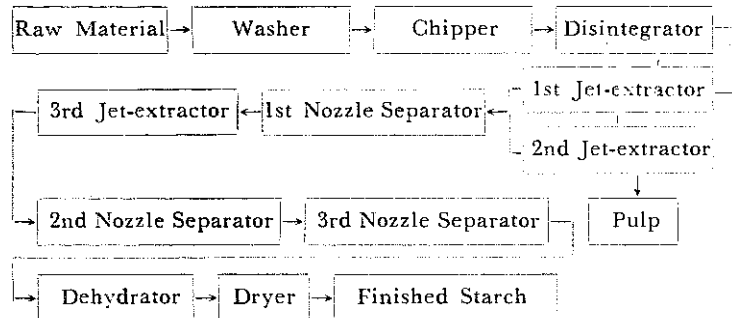 Raw Material Washer Chipper Disintegrator
1st Jet-extractor
3rd Jet-extractor 1st Nozzle Separator
2nd Jet-extractor
2nd Nozzle Separator 3rd Nozzle Separator Pulp
Dehydrator Dryer Finished Starch